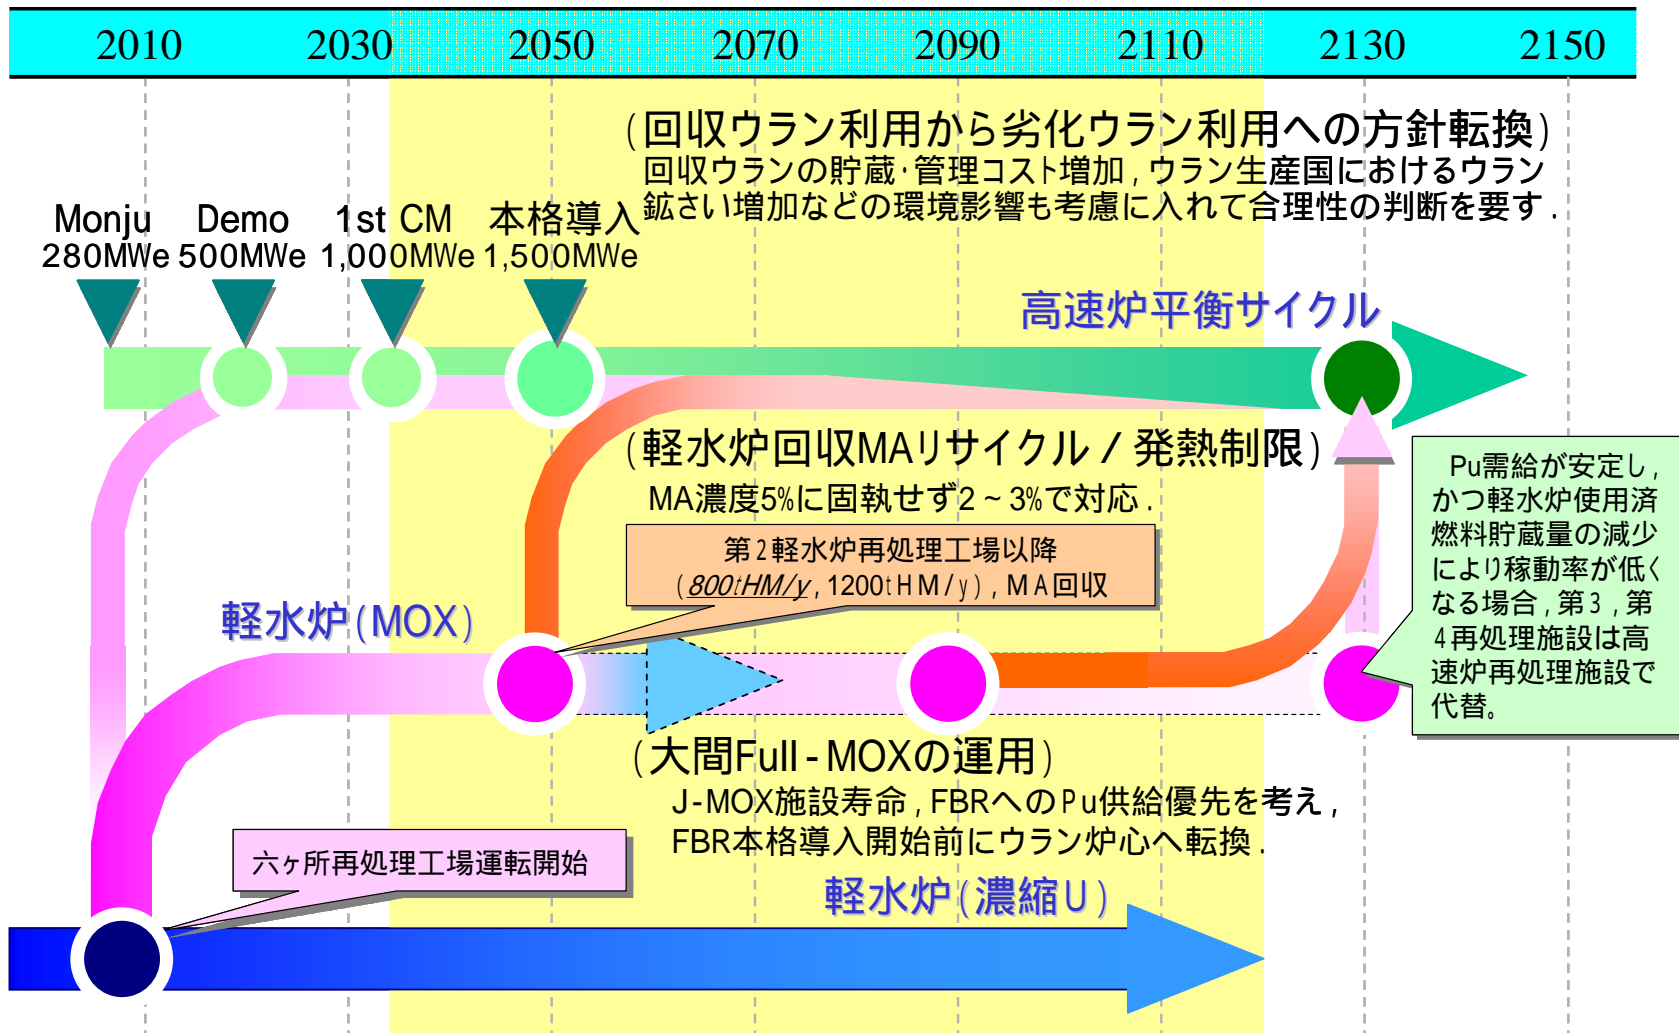 2010 2030 2050 2070 2090 2110 2130 2150
(回収ウラン利用から劣化ウラン利用への方針転換)
回収ウランの貯蔵・管理コスト増加,ウラン生産国におけるウラン
鉱さい増加などの環境影響も考慮に入れて合理性の判断を要す.
Monju Demo 1st CM 本格導入
280MWe 500MWe 1,000MWe 1,500MWe
高速炉平衡サイクル
(軽水炉回収MAリサイクル/発熱制限)
MA濃度5%に固執せず2~3%で対応.
Pu需給が安定し,
かつ軽水炉使用済
燃料貯蔵量の減少
により稼動率が低く
なる場合,第3,第
4再処理施設は高
速炉再処理施設で
代替。
第2軽水炉再処理工場以降
(800tHM/y,1200tHM/y),MA回収
軽水炉(MOX)
(大間Full-MOXの運用)
J-MOX施設寿命,FBRへのPu供給優先を考え,
FBR本格導入開始前にウラン炉心へ転換.
六ヶ所再処理工場運転開始
軽水炉(濃縮U)